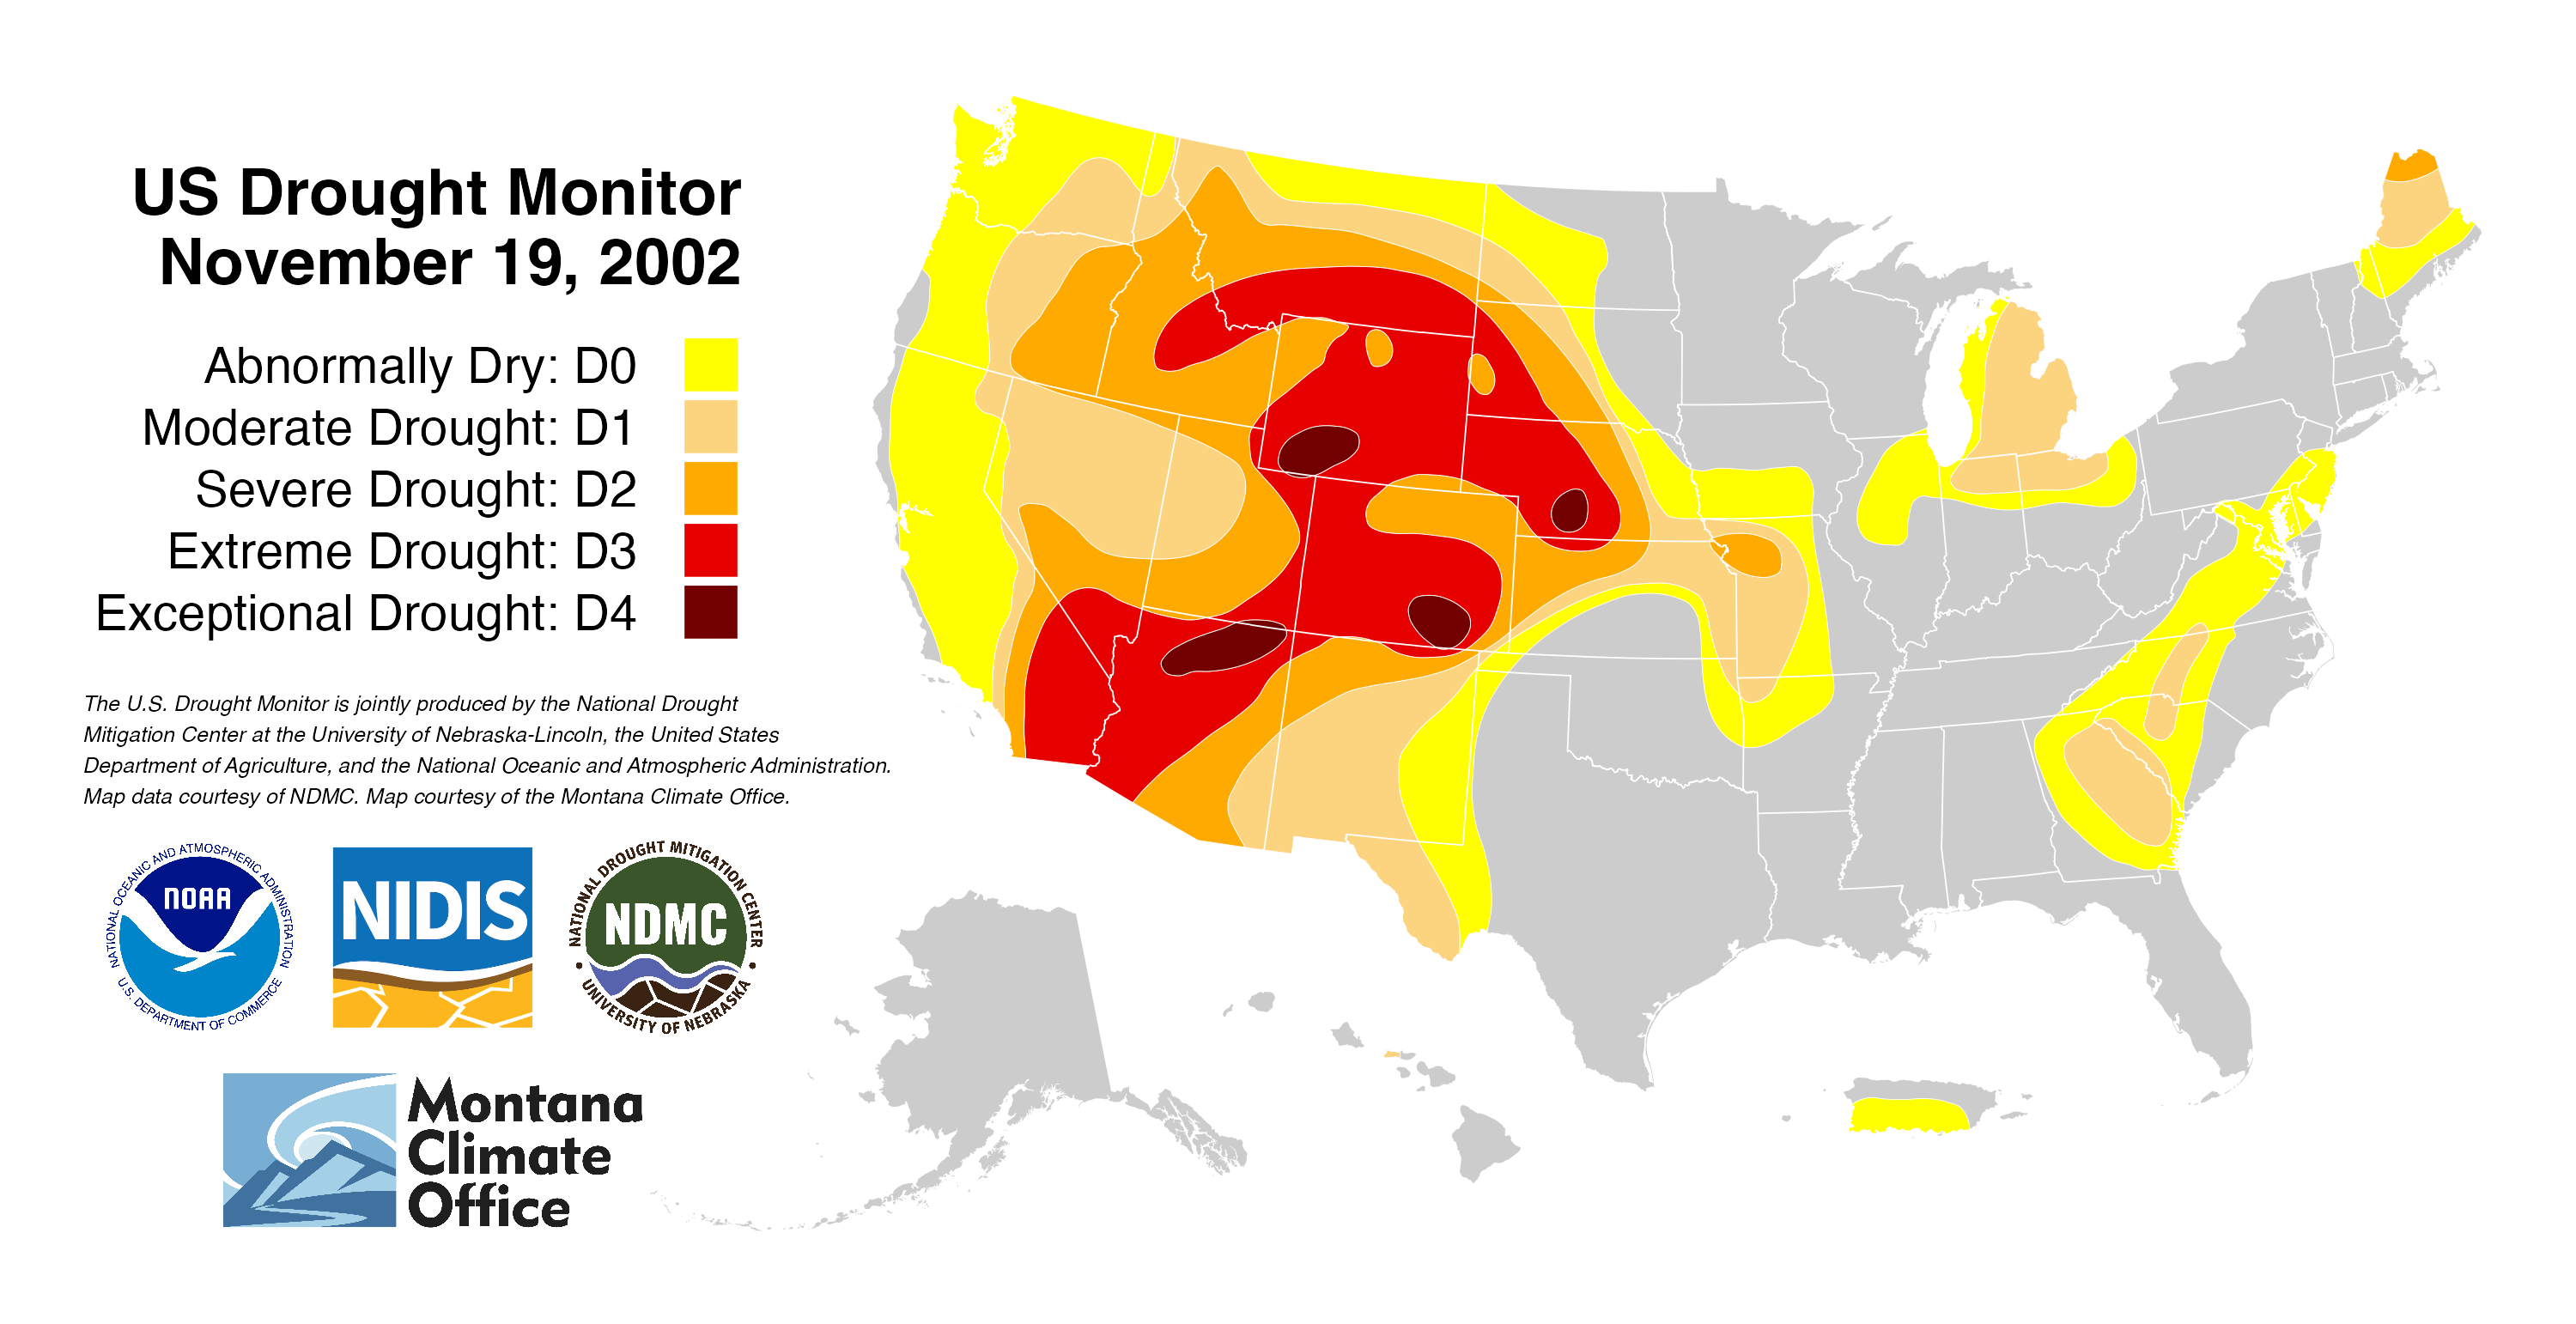 US Drought Monitor
November 19, 2002
Abnormally Dry: D0
Moderate Drought: D1
Severe Drought: D2
Extreme Drought: D3
Exceptional Drought: D4
The U.S. Drought Monitor is jointly produced by the National Drought
Mitigation Center at the University of Nebraska-Lincoln, the United States
Department of Agriculture, and the National Oceanic and Atmospheric Administration.
Map data courtesy of NDMC. Map courtesy of the Montana Climate Office.
NATIONAL OCEANIC AND ATMOSPHERIC ADMINISTRATION
NOAA
U.S. DEPARTMENT OF COMMERCE
NIDIS
NATIONAL DROUGHT MITIGATION CENTER
NDMC
UNIVERSITY OF NEBRASKA
Montana
Climate
Office